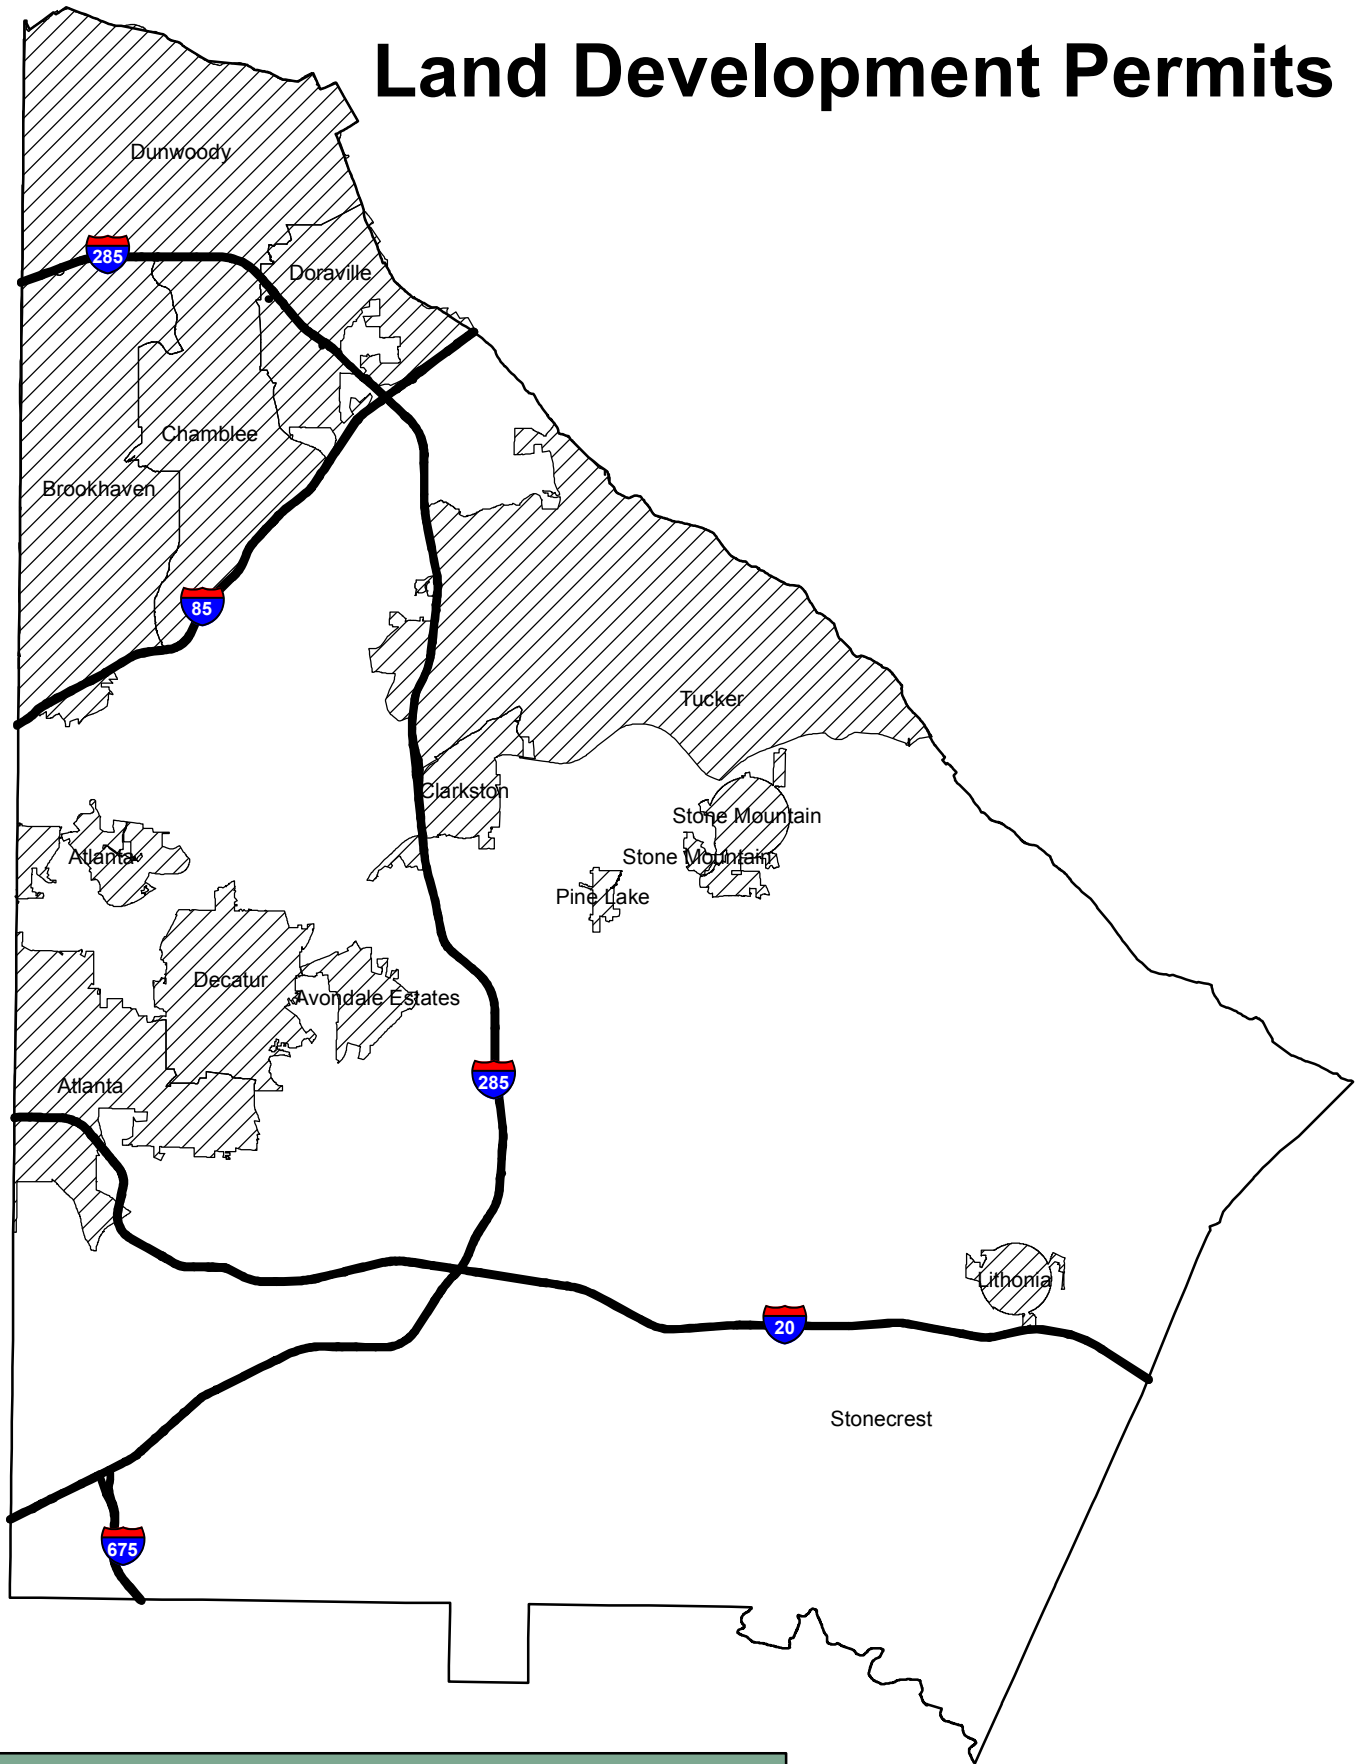 Land Development Permits
Dunwoody
285
Doraville
Chamblee
Brookhaven
85
Tucker
Clarkston
Stone Mountain
Atlanta
Stone Mountain
Pine Lake
Decatur
Avondale Estates
285
Atlanta
Lithonia
20
Stonecrest
675